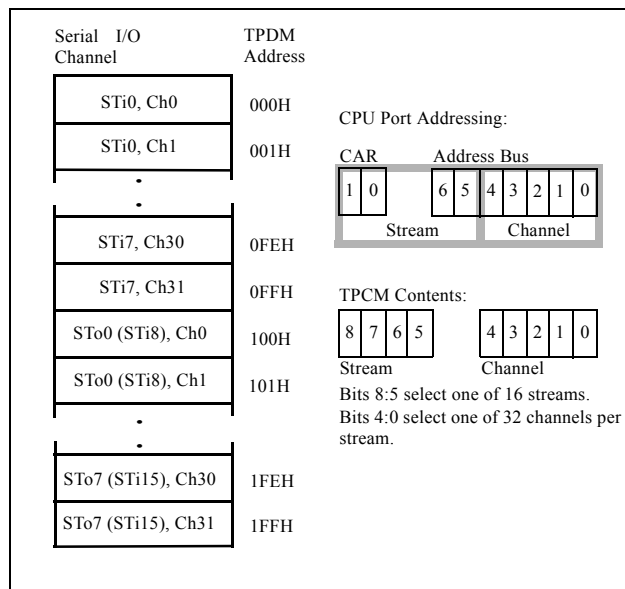 Serial I/O
Channel
TPDM
Address
STi0, Ch0
000H
STi0, Ch1
001H
STi7, Ch30
0FEH
STi7, Ch31
0FFH
STo0 (STi8), Ch0
100H
STo0 (STi8), Ch1
101H
STo7 (STi15), Ch30
1FEH
STo7 (STi15), Ch31
1FFH
CPU Port Addressing:
CAR Address Bus
1 0 6 5 4 3 2 1 0
Stream Channel
TPCM Contents:
8 7 6 5 4 3 2 1 0
Stream Channel
Bits 8:5 select one of 16 streams.
Bits 4:0 select one of 32 channels per
stream.